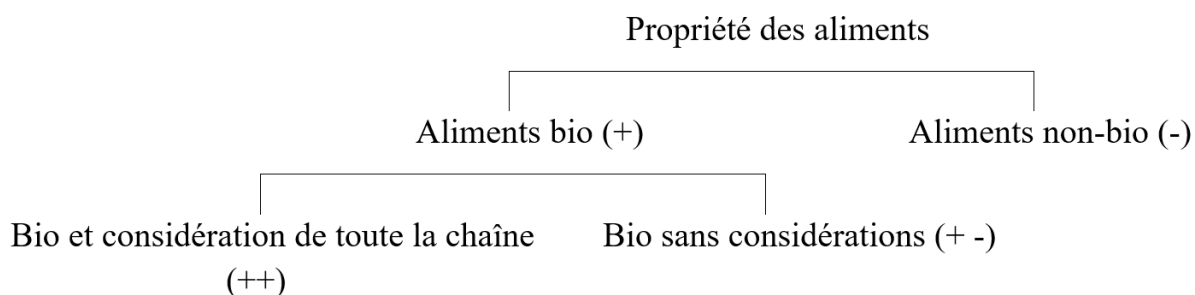 Propriété des aliments
Aliments bio (+)
Aliments non-bio (-)
Bio et considération de toute la chaîne
(++)
Bio sans considérations (+ -)